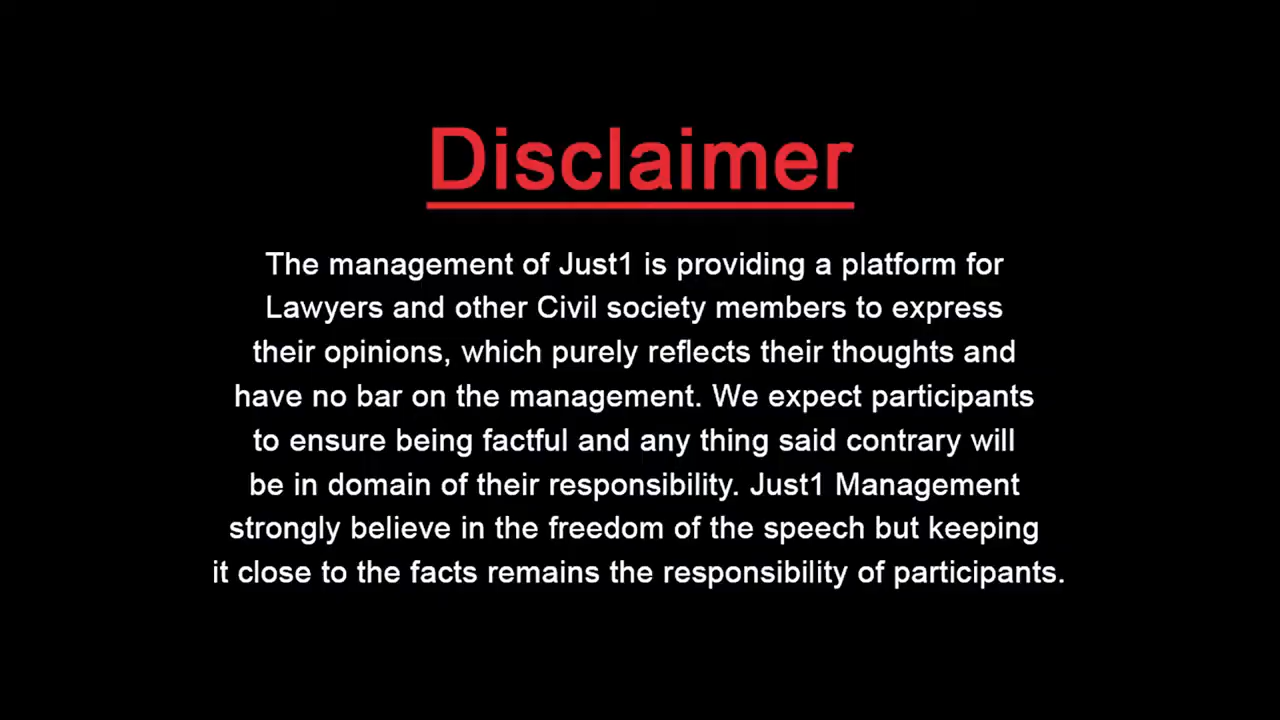 Disclaimer
The management of Just1 is providing a platform for
Lawyers and other Civil society members to express
their opinions, which purely reflects their thoughts and
have no bar on the management. We expect participants
to ensure being factful and any thing said contrary will
be in domain of their responsibility. Just1 Management
strongly believe in the freedom of the speech but keeping
it close to the facts remains the responsibility of participants.